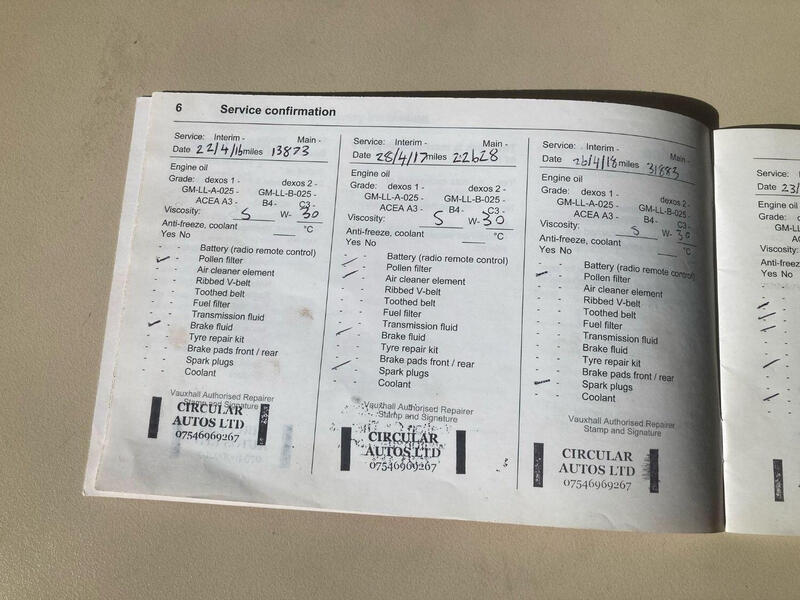 6 Service confirmation
Service: Interim - Main -
Date 22/4/16 miles 13873
Engine oil
Grade: dexos 1 - dexos 2 -
GM-LL-A-025 - GM-LL-B-025 -
ACEA A3 - B4 - C3 -
Viscosity: 5 W- 30
Anti-freeze, coolant °C
Yes No
- - Battery (radio remote control)
- Pollen filter
- - Air cleaner element
- - Ribbed V-belt
- - Toothed belt
- - Fuel filter
- - Transmission fluid
- Brake fluid
- - Tyre repair kit
- - Brake pads front / rear
- - Spark plugs
- - Coolant
Vauxhall Authorised Repairer
Stamp and Signature
CIRCULAR
AUTOS LTD
07546969267
Service: Interim - Main -
Date 28/4/17 miles 22628
Engine oil
Grade: dexos 1 - dexos 2 -
GM-LL-A-025 - GM-LL-B-025 -
ACEA A3 - B4 - C3 -
Viscosity: 5 W- 30
Anti-freeze, coolant °C
Yes No
- - Battery (radio remote control)
- Pollen filter
- Air cleaner element
- - Ribbed V-belt
- - Toothed belt
- - Fuel filter
- - Transmission fluid
- Brake fluid
- - Tyre repair kit
- Brake pads front / rear
- Spark plugs
- - Coolant
Vauxhall Authorised Repairer
Stamp and Signature
CIRCULAR
AUTOS LTD
07546969267
Service: Interim - Main -
Date 26/4/18 miles 31883
Engine oil
Grade: dexos 1 - dexos 2 -
GM-LL-A-025 - GM-LL-B-025 -
ACEA A3 - B4 - C3 -
Viscosity: 5 W- 30
Anti-freeze, coolant °C
Yes No
- - Battery (radio remote control)
- Pollen filter
- - Air cleaner element
- - Ribbed V-belt
- - Toothed belt
- - Fuel filter
- - Transmission fluid
- - Brake fluid
- - Tyre repair kit
- - Brake pads front / rear
- Spark plugs
- - Coolant
Vauxhall Authorised Repairer
Stamp and Signature
CIRCULAR
AUTOS LTD
07546969267
Service:
Date 23/
Engine oil
Grade:
GM-LL
AC
Viscosity:
Anti-freez
Yes No